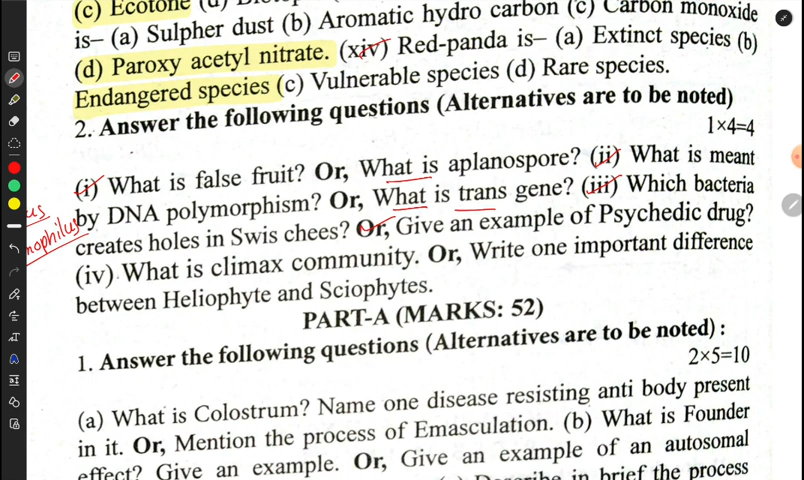 (c) Ecotone (d)
is– (a) Sulpher dust (b) Aromatic hydro carbon (c) Carbon monoxide
(d) Paroxy acetyl nitrate. (xiv) Red-panda is– (a) Extinct species (b)
Endangered species (c) Vulnerable species (d) Rare species.
2. Answer the following questions (Alternatives are to be noted)
1×4=4
(i) What is false fruit? Or, What is aplanospore? (ii) What is meant
by DNA polymorphism? Or, What is trans gene? (iii) Which bacteria
creates holes in Swis chees? Or, Give an example of Psychedic drug?
(iv) What is climax community. Or, Write one important difference
between Heliophyte and Sciophytes.
PART-A (MARKS: 52)
1. Answer the following questions (Alternatives are to be noted) :
2×5=10
(a) What is Colostrum? Name one disease resisting anti body present
in it. Or, Mention the process of Emasculation. (b) What is Founder
effect? Give an example. Or, Give an example of an autosomal
Describe in brief the process